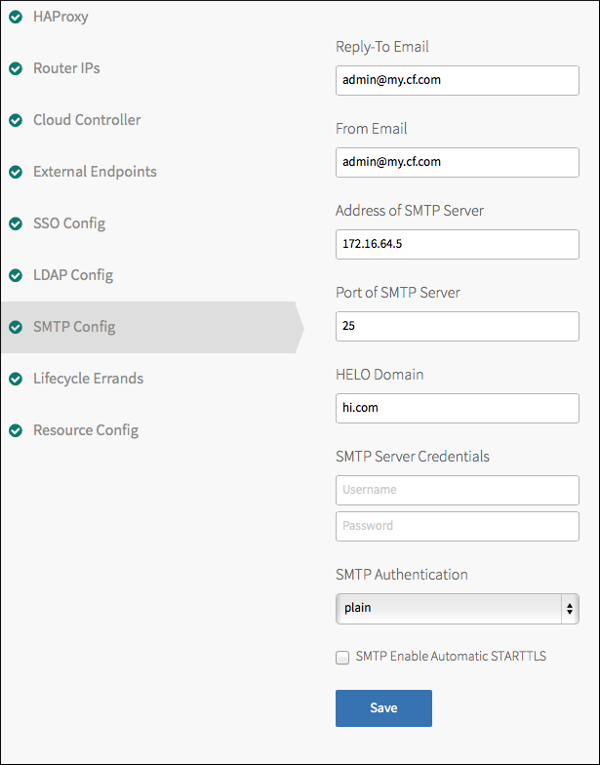 HAProxy
Router IPs
Cloud Controller
External Endpoints
SSO Config
LDAP Config
SMTP Config
Lifecycle Errands
Resource Config
Reply-To Email
admin@my.cf.com
From Email
admin@my.cf.com
Address of SMTP Server
172.16.64.5
Port of SMTP Server
25
HELO Domain
hi.com
SMTP Server Credentials
Username
Password
SMTP Authentication
plain
SMTP Enable Automatic STARTTLS
Save